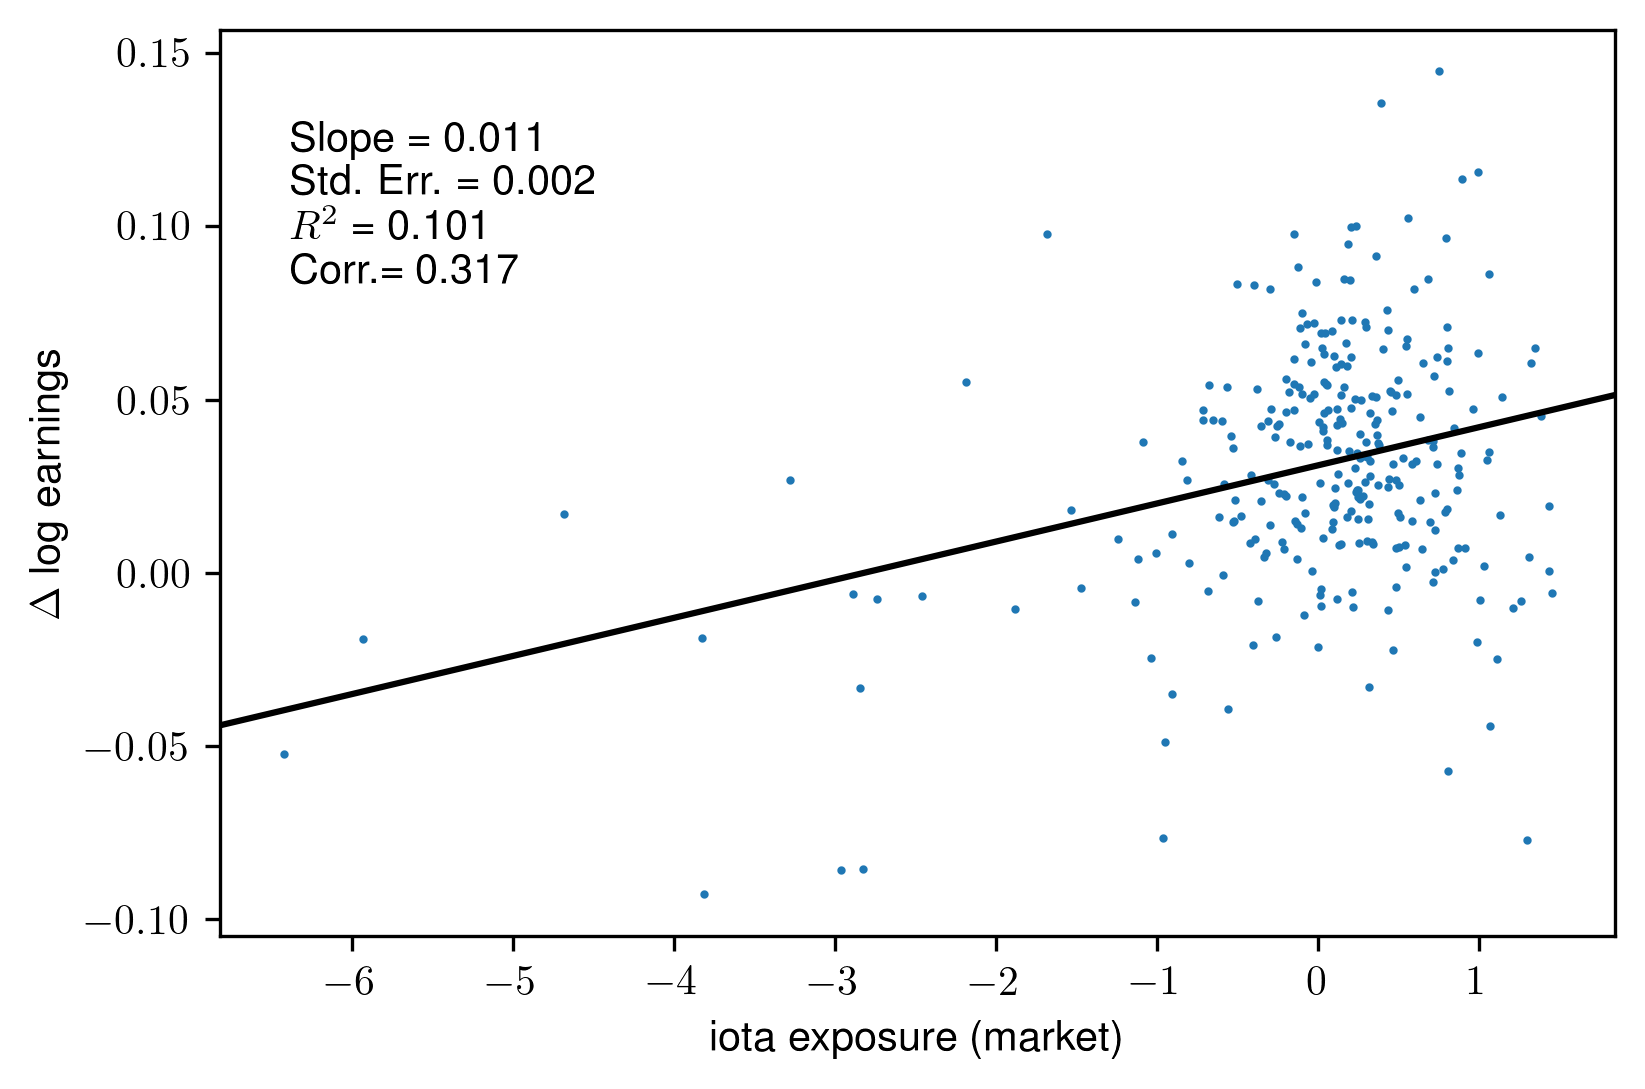 0.15
0.10
0.05
0.00
−0.05
−0.10
Δ log earnings
Slope = 0.011
Std. Err. = 0.002
R² = 0.101
Corr.= 0.317
−6 −5 −4 −3 −2 −1 0 1
iota exposure (market)